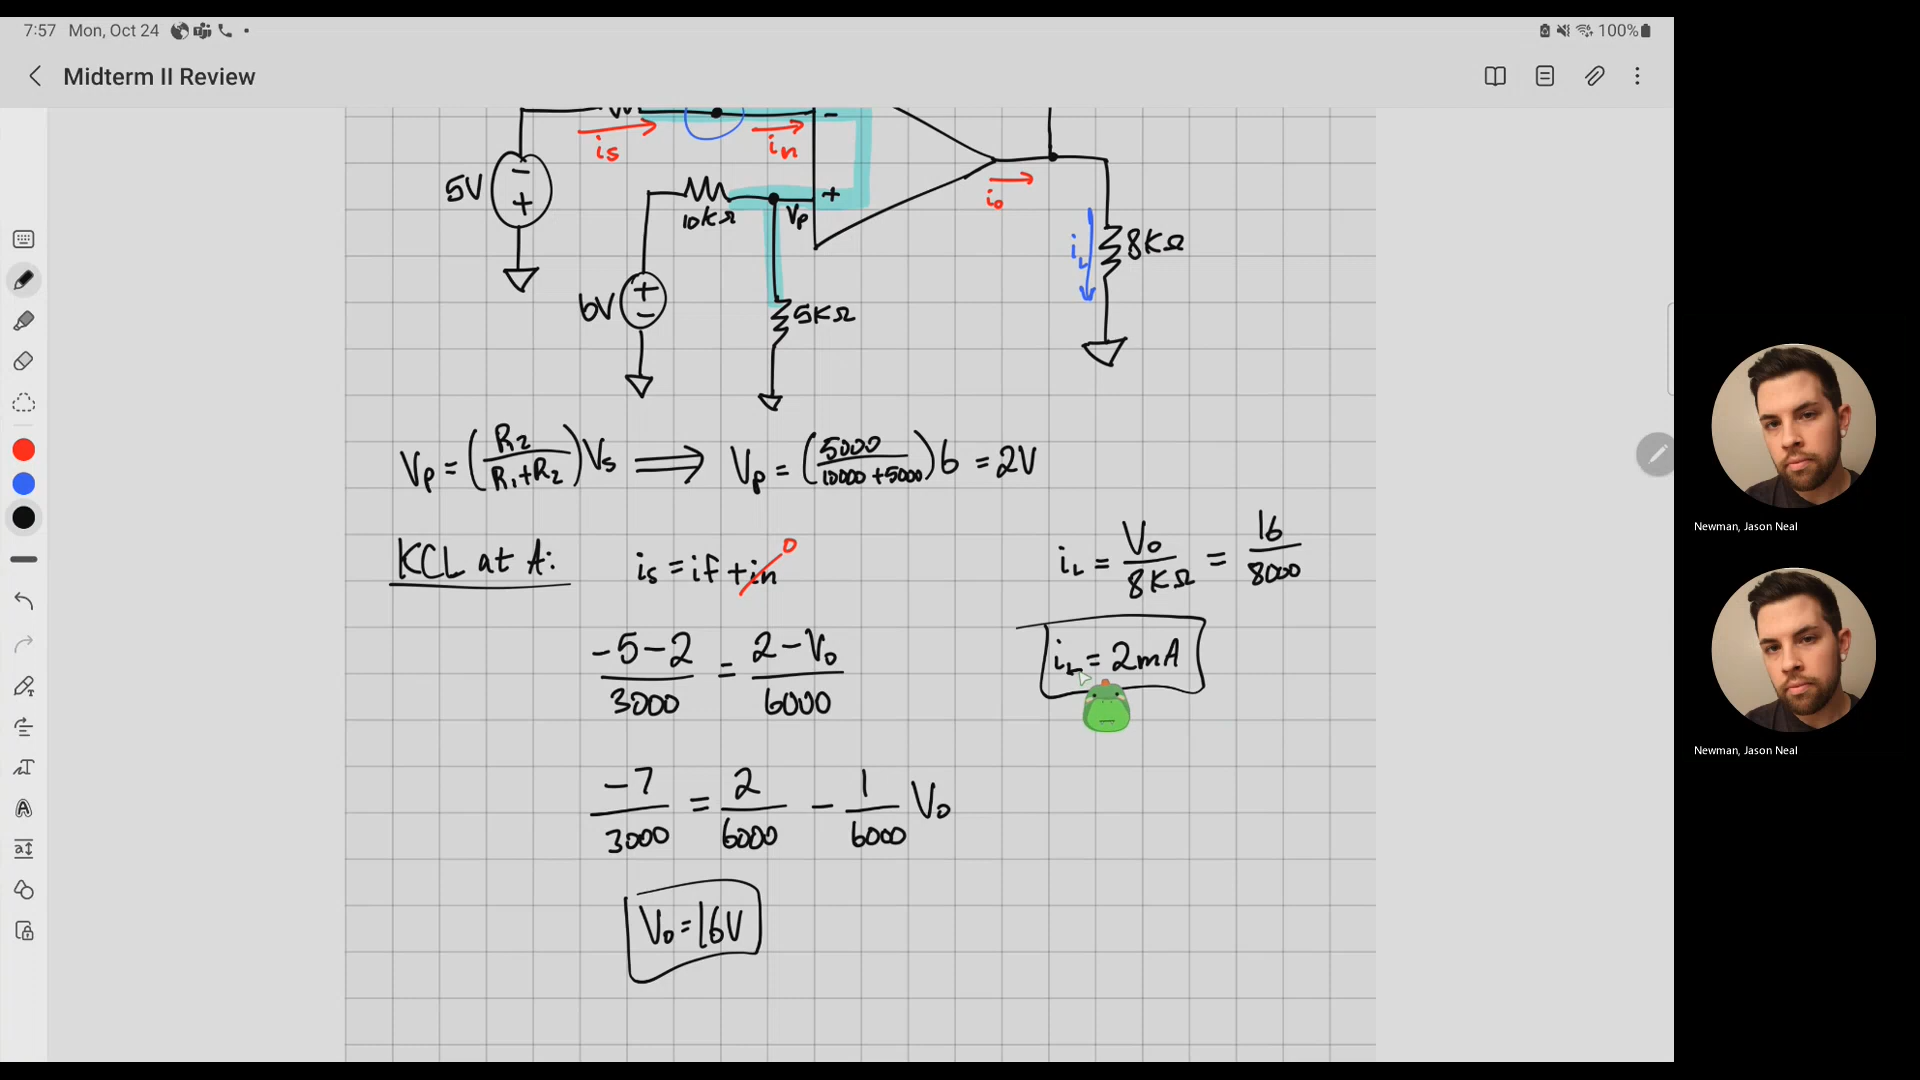 7:57 Mon, Oct 24
100%
Midterm II Review
is
in
-
5V
-
+
10KΩ
Vp
+
io
iL
8KΩ
6V
+
-
5KΩ
Vp = (R2/(R1+R2))Vs ⟹ Vp = (5000/(10000+5000))6 = 2V
KCL at A: is = if + in 0
iL = Vo/8KΩ = 16/8000
(-5-2)/3000 = (2-Vo)/6000
iL = 2mA
-7/3000 = 2/6000 - 1/6000 Vo
Vo = 16V
Newman, Jason Neal
Newman, Jason Neal